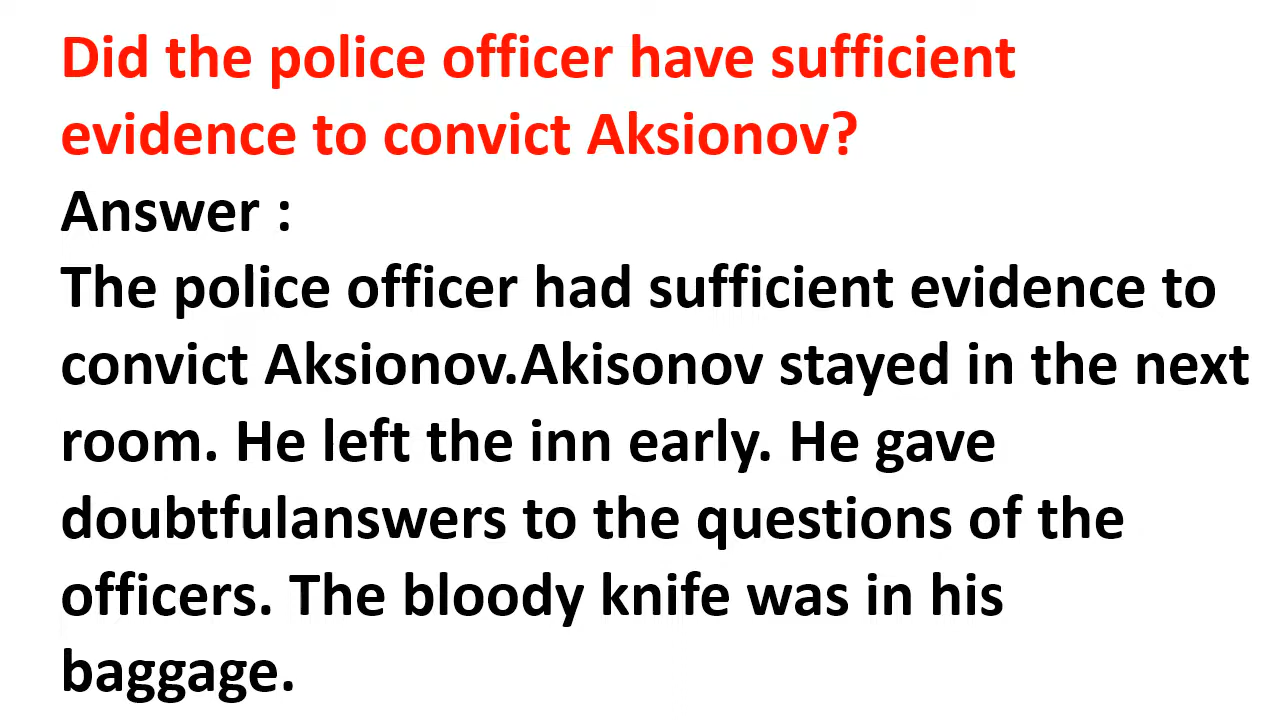 Did the police officer have sufficient
evidence to convict Aksionov?
Answer :
The police officer had sufficient evidence to
convict Aksionov.Akisonov stayed in the next
room. He left the inn early. He gave
doubtfulanswers to the questions of the
officers. The bloody knife was in his
baggage.